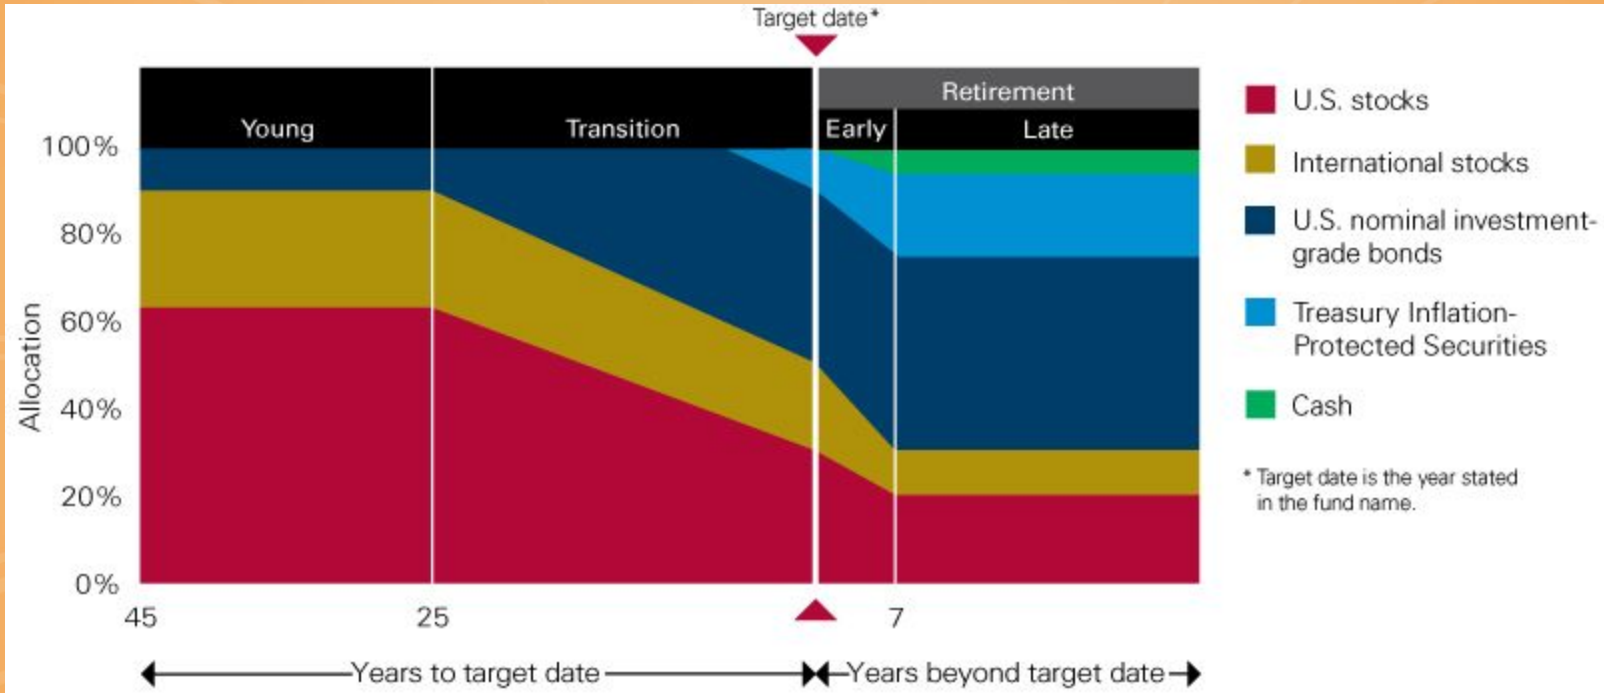 Target date*
Retirement
Young
Transition
Early
Late
100%
80%
60%
40%
20%
0%
Allocation
45
25
7
Years to target date
Years beyond target date
U.S. stocks
International stocks
U.S. nominal investment-
grade bonds
Treasury Inflation-
Protected Securities
Cash
* Target date is the year stated
in the fund name.